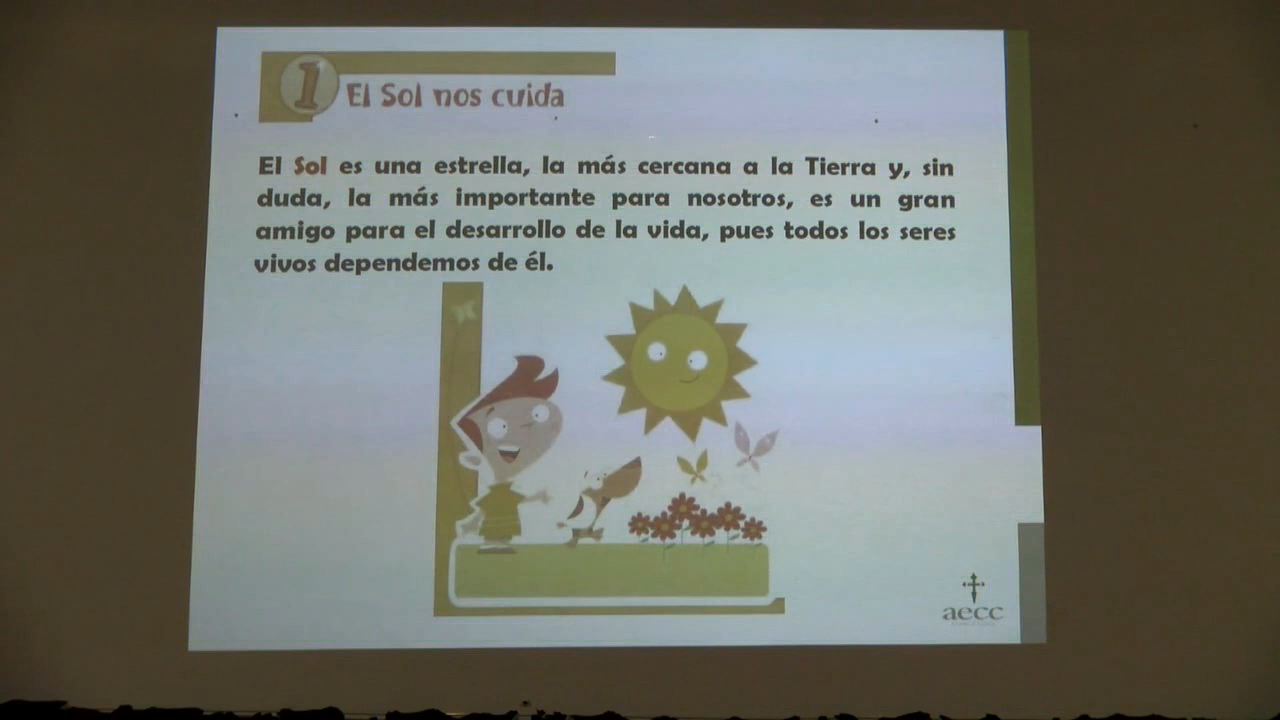 1 El Sol nos cuida
El Sol es una estrella, la más cercana a la Tierra y, sin
duda, la más importante para nosotros, es un gran
amigo para el desarrollo de la vida, pues todos los seres
vivos dependemos de él.
aecc